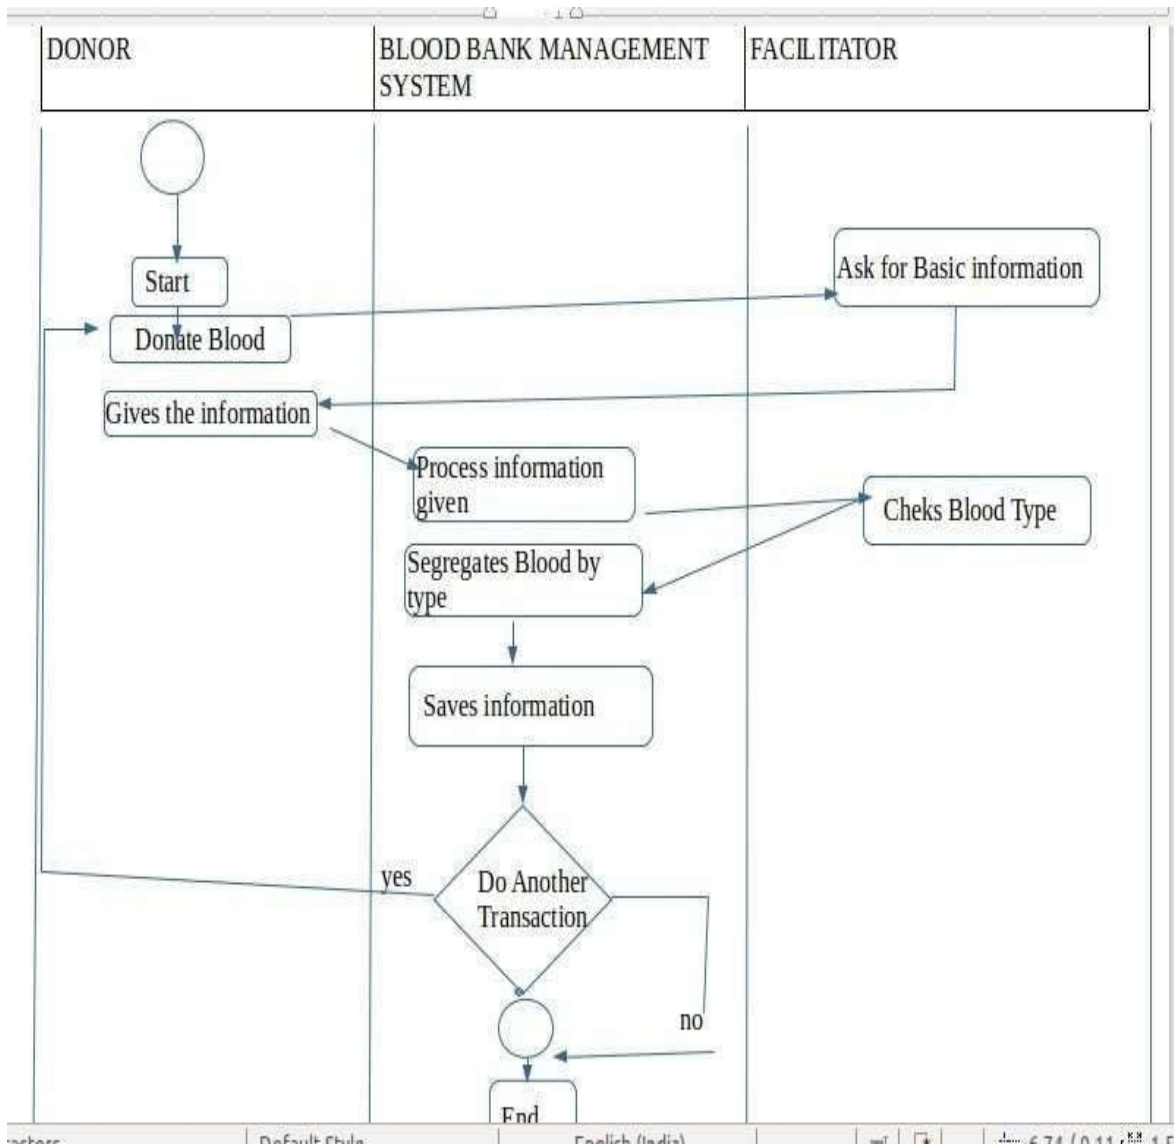 DONOR
BLOOD BANK MANAGEMENT
SYSTEM
FACILITATOR
Start
Ask for Basic information
Donate Blood
Gives the information
Process information
given
Cheks Blood Type
Segregates Blood by
type
Saves information
yes
Do Another
Transaction
no
End
Default Style
English (India)